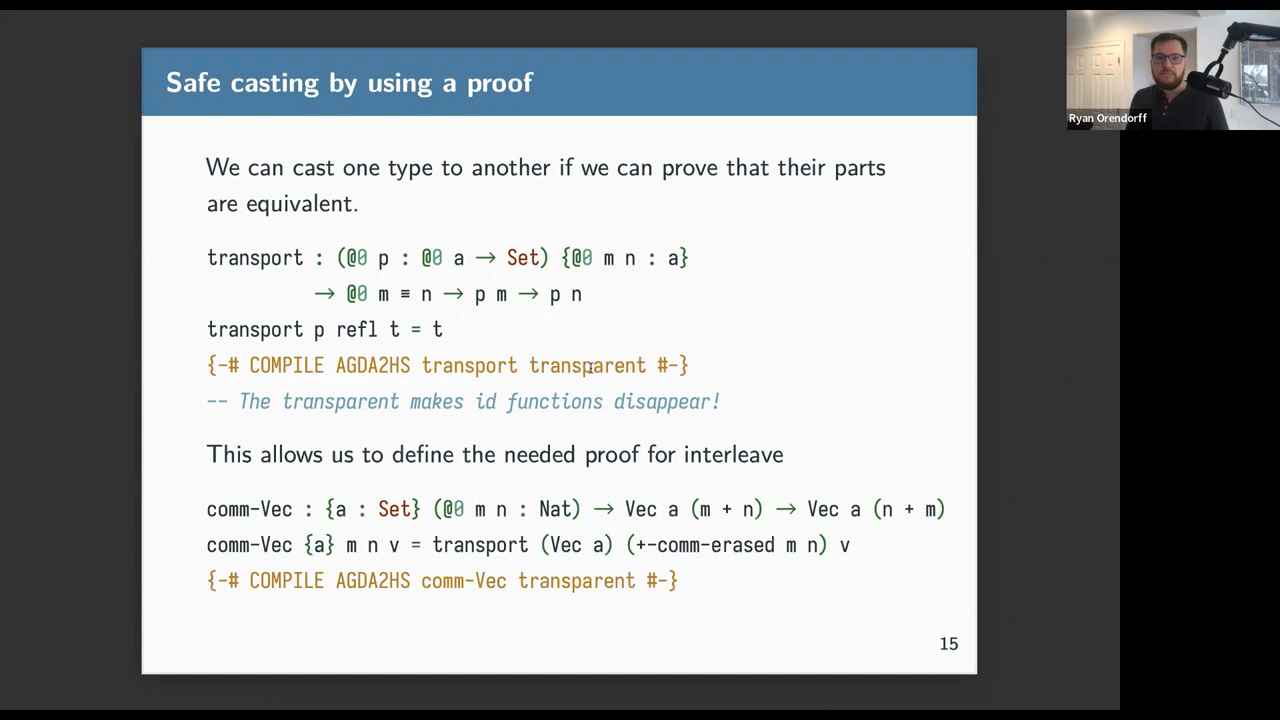 Safe casting by using a proof
Ryan Orendorff
We can cast one type to another if we can prove that their parts
are equivalent.
transport : (@0 p : @0 a → Set) {@0 m n : a}
→ @0 m ≡ n → p m → p n
transport p refl t = t
{-# COMPILE AGDA2HS transport transparent #-}
-- The transparent makes id functions disappear!
This allows us to define the needed proof for interleave
comm-Vec : {a : Set} (@0 m n : Nat) → Vec a (m + n) → Vec a (n + m)
comm-Vec {a} m n v = transport (Vec a) (+-comm-erased m n) v
{-# COMPILE AGDA2HS comm-Vec transparent #-}
15